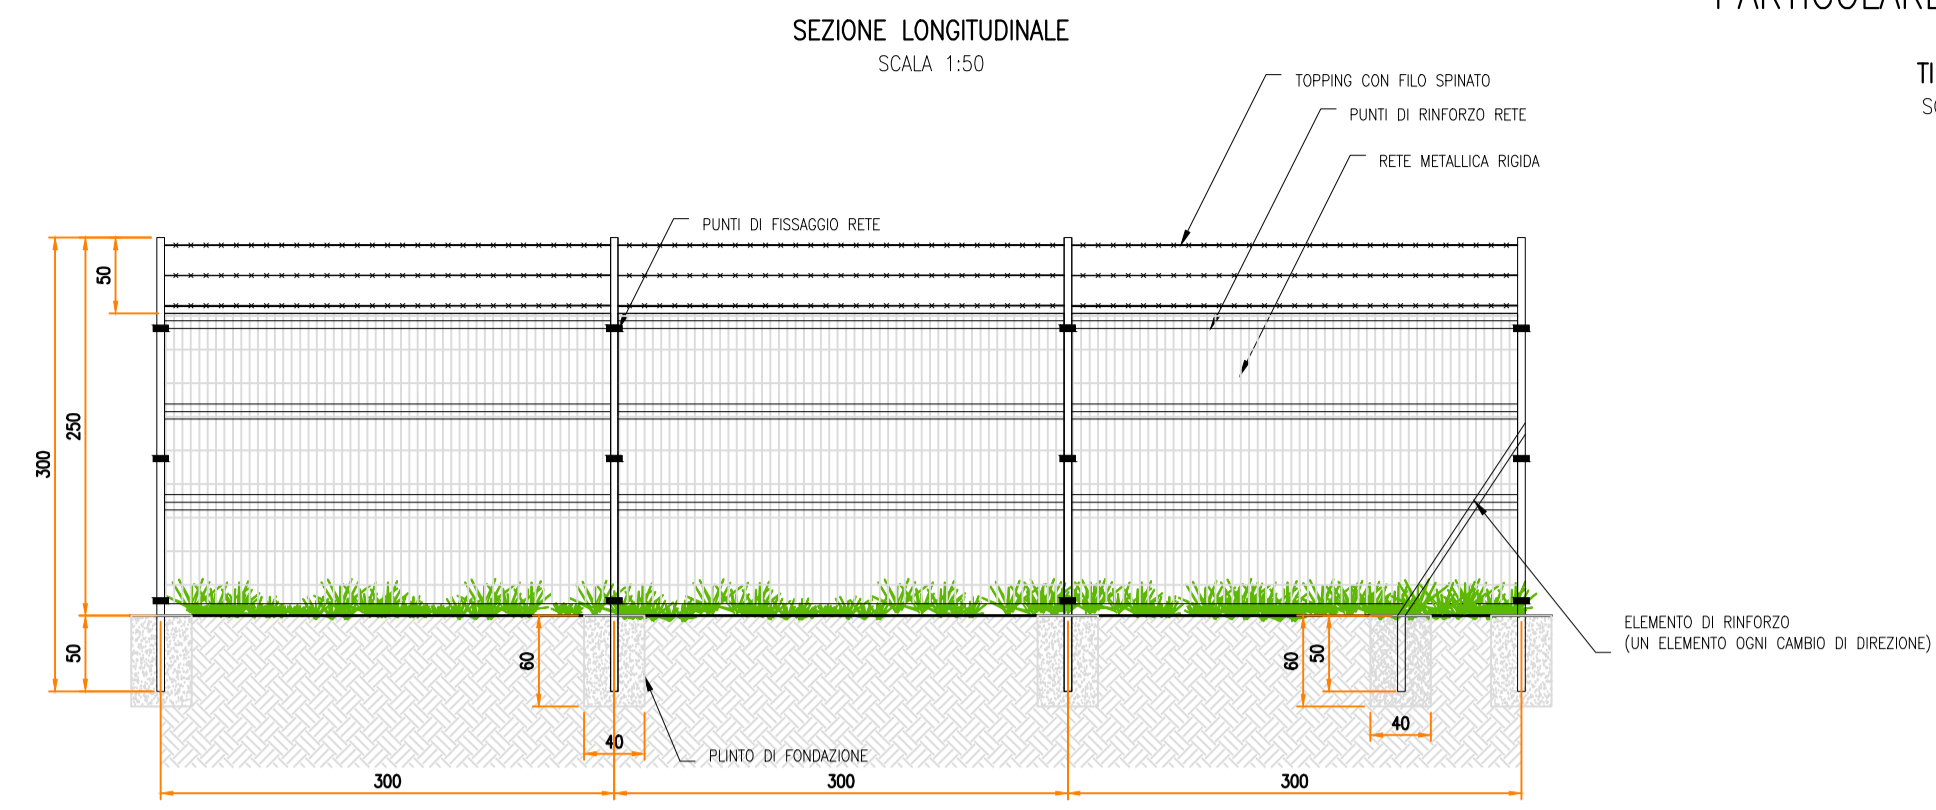 SEZIONE LONGITUDINALE
SCALA 1:50
TOPPING CON FILO SPINATO
PUNTI DI RINFORZO RETE
RETE METALLICA RIGIDA
PUNTI DI FISSAGGIO RETE
50
250
300
50
60
60
50
40
40
ELEMENTO DI RINFORZO
(UN ELEMENTO OGNI CAMBIO DI DIREZIONE)
PLINTO DI FONDAZIONE
300
300
300